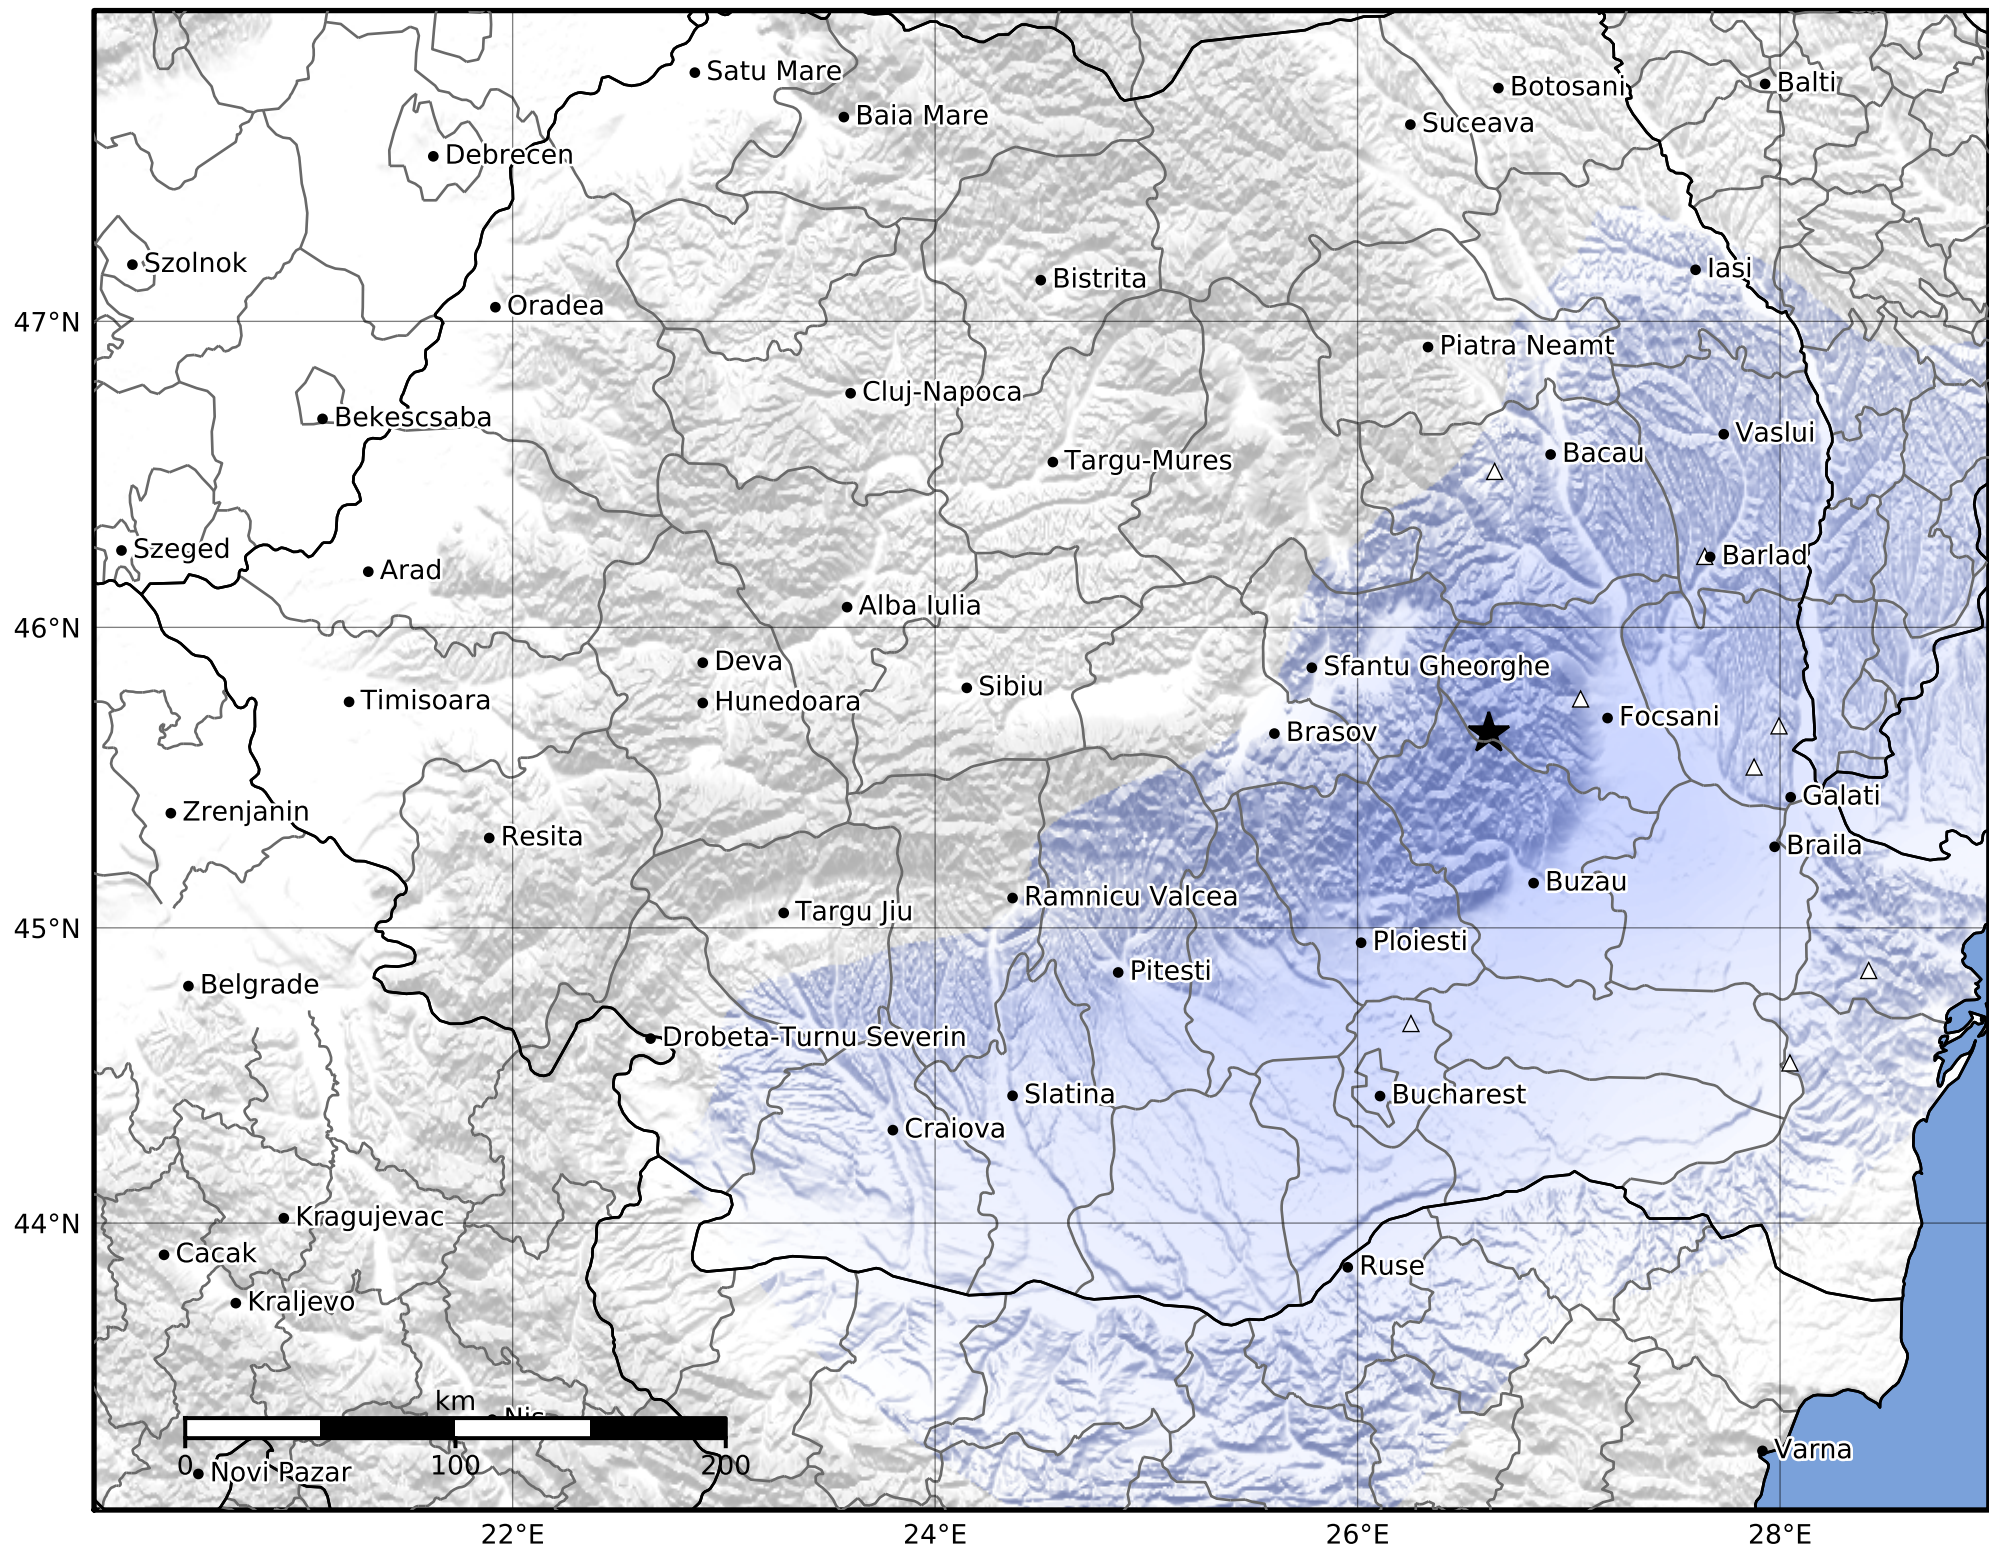 Satu Mare
Botosani
Balti
Baia Mare
Suceava
Debrecen
Szolnok
Iasi
Bistrita
Oradea
47°N
Piatra Neamt
Cluj-Napoca
Bekescsaba
Vaslui
Bacau
Targu-Mures
Szeged
Barlad
Arad
Alba Iulia
46°N
Deva
Sfantu Gheorghe
Sibiu
Timisoara
Hunedoara
Focsani
Brasov
Galati
Zrenjanin
Resita
Braila
Buzau
Ramnicu Valcea
Targu Jiu
45°N
Ploiesti
Pitesti
Belgrade
Drobeta-Turnu Severin
Slatina
Bucharest
Craiova
Kragujevac
44°N
Cacak
Ruse
Kraljevo
km
Nis
Varna
0 100 200
Novi Pazar
22°E 24°E 26°E 28°E